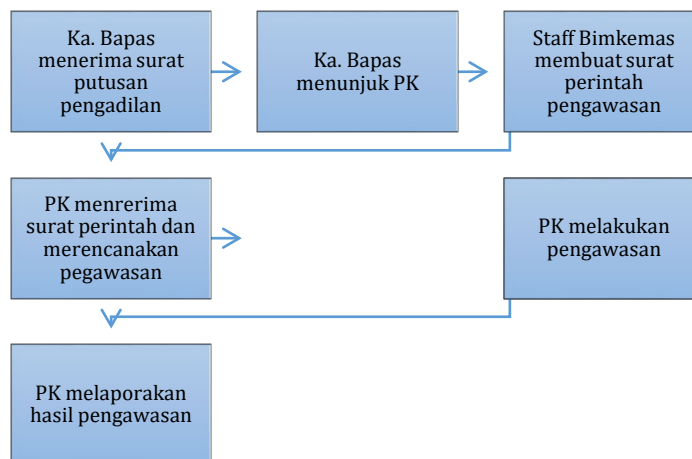 Ka. Bapas
menerima surat
putusan
pengadilan
Ka. Bapas
menunjuk PK
Staff Bimkemas
membuat surat
perintah
pengawasan
PK menrerima
surat perintah dan
merencanakan
pegawasan
PK melakukan
pengawasan
PK melaporakan
hasil pengawasan